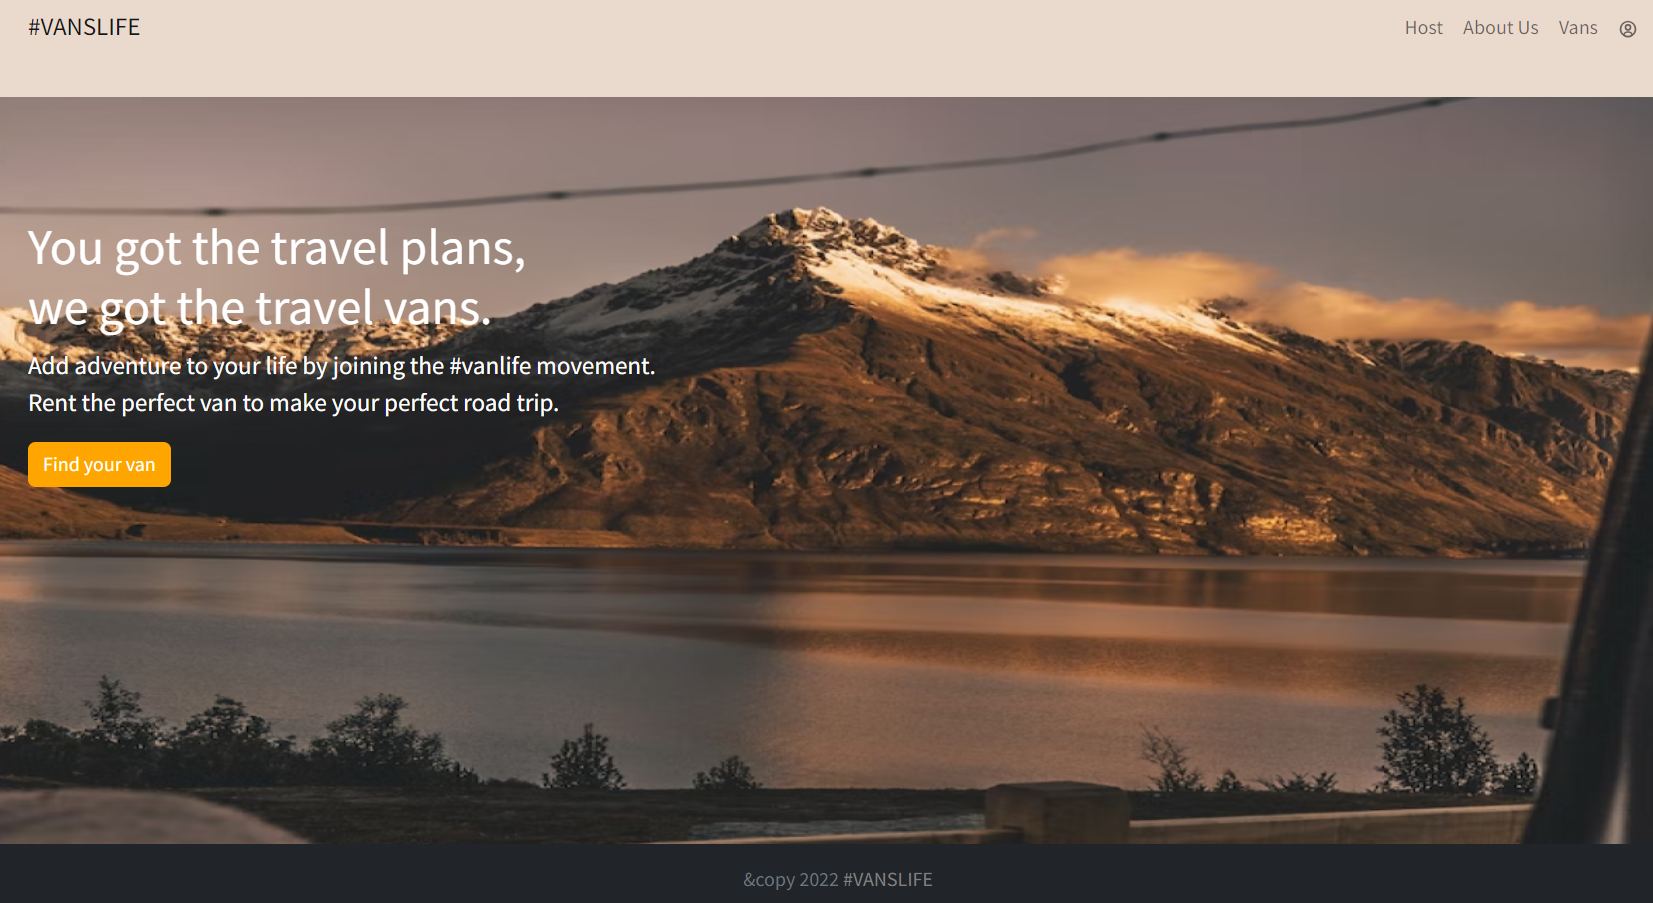 #VANSLIFE
Host About Us Vans
You got the travel plans,
we got the travel vans.
Add adventure to your life by joining the #vanlife movement.
Rent the perfect van to make your perfect road trip.
Find your van
&copy 2022 #VANSLIFE